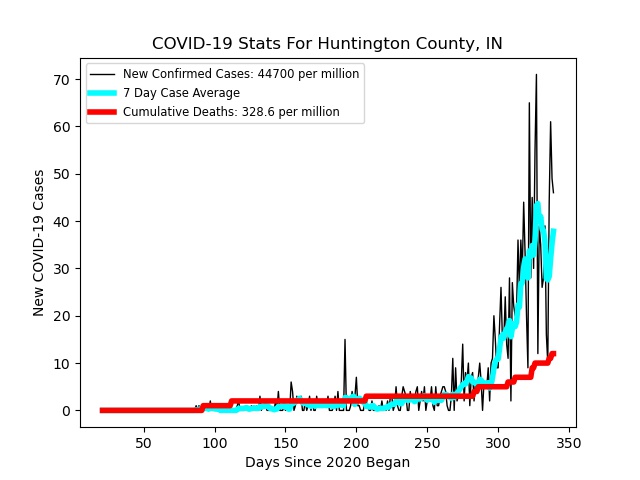 COVID-19 Stats For Huntington County, IN
New Confirmed Cases: 44700 per million
7 Day Case Average
Cumulative Deaths: 328.6 per million
New COVID-19 Cases
70
60
50
40
30
20
10
0
50 100 150 200 250 300 350
Days Since 2020 Began